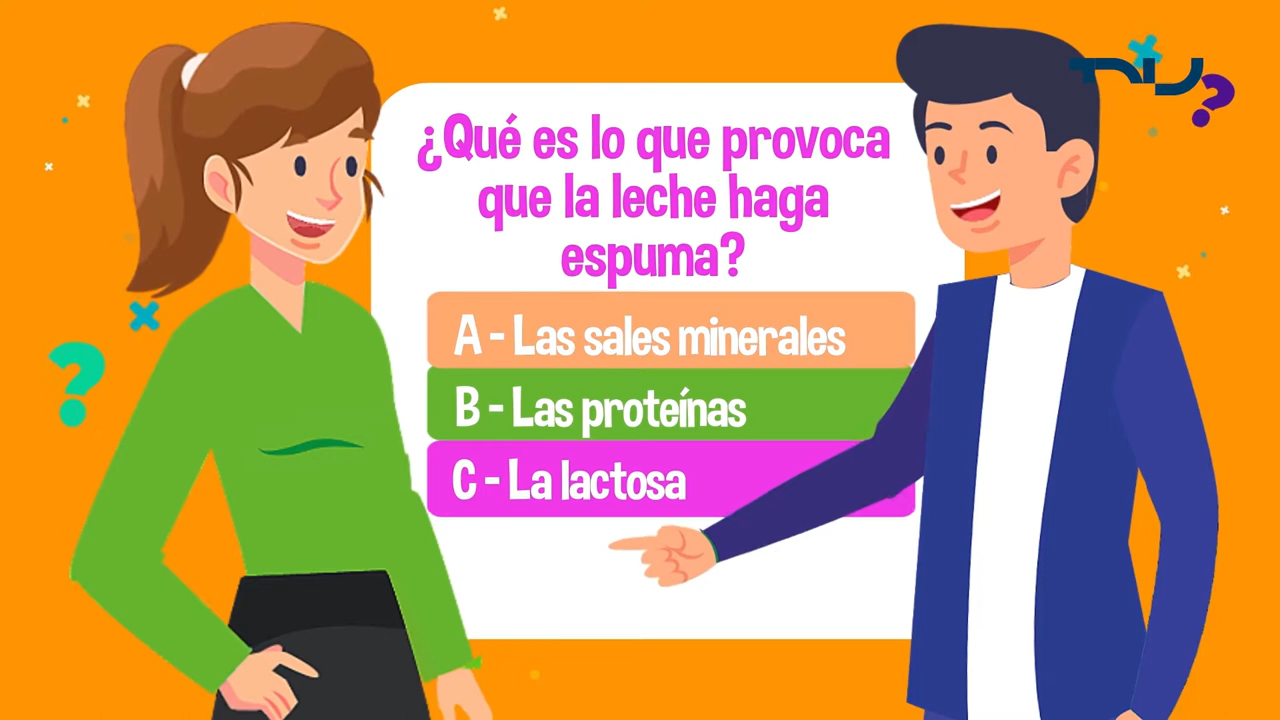 ¿Qué es lo que provoca
que la leche haga
espuma?
A - Las sales minerales
B - Las proteínas
C - La lactosa